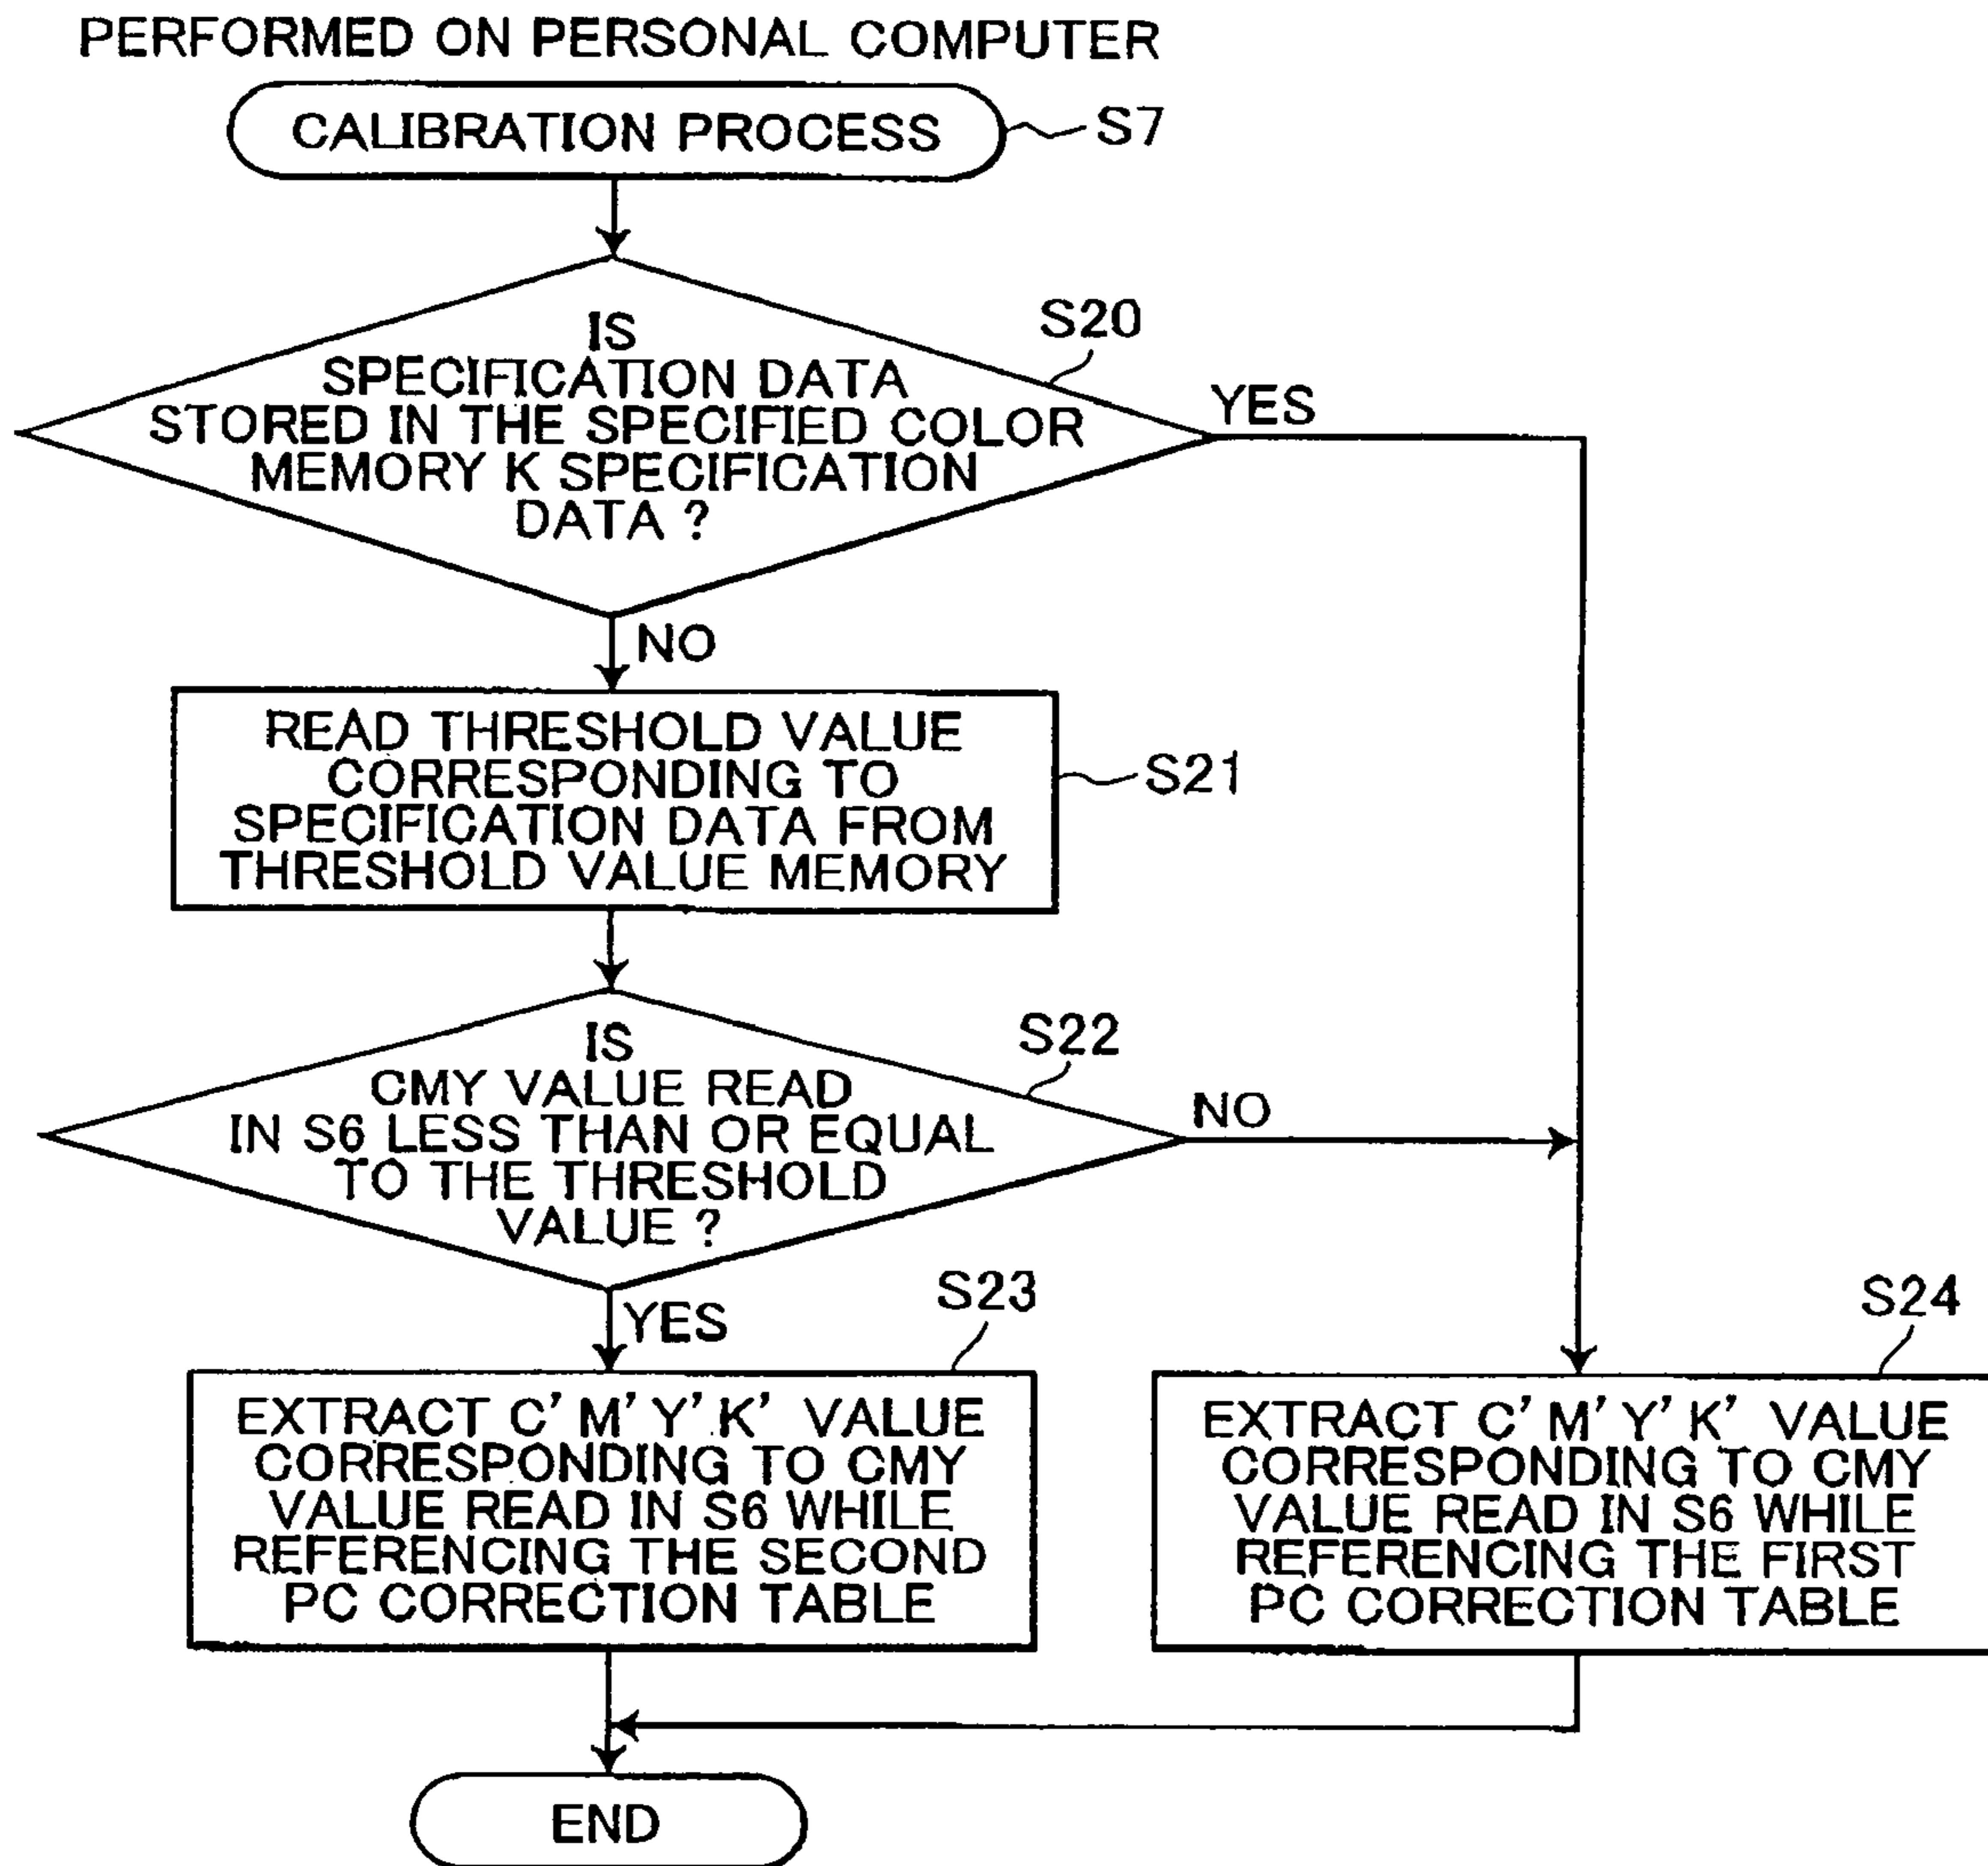 PERFORMED ON PERSONAL COMPUTER
CALIBRATION PROCESS
S7
S20
IS
SPECIFICATION DATA
STORED IN THE SPECIFIED COLOR
MEMORY K SPECIFICATION
DATA ?
YES
NO
READ THRESHOLD VALUE
CORRESPONDING TO
SPECIFICATION DATA FROM
THRESHOLD VALUE MEMORY
S21
S22
IS
CMY VALUE READ
IN S6 LESS THAN OR EQUAL
TO THE THRESHOLD
VALUE ?
NO
YES
S23
EXTRACT C' M' Y' K' VALUE
CORRESPONDING TO CMY
VALUE READ IN S6 WHILE
REFERENCING THE SECOND
PC CORRECTION TABLE
S24
EXTRACT C' M' Y' K' VALUE
CORRESPONDING TO CMY
VALUE READ IN S6 WHILE
REFERENCING THE FIRST
PC CORRECTION TABLE
END